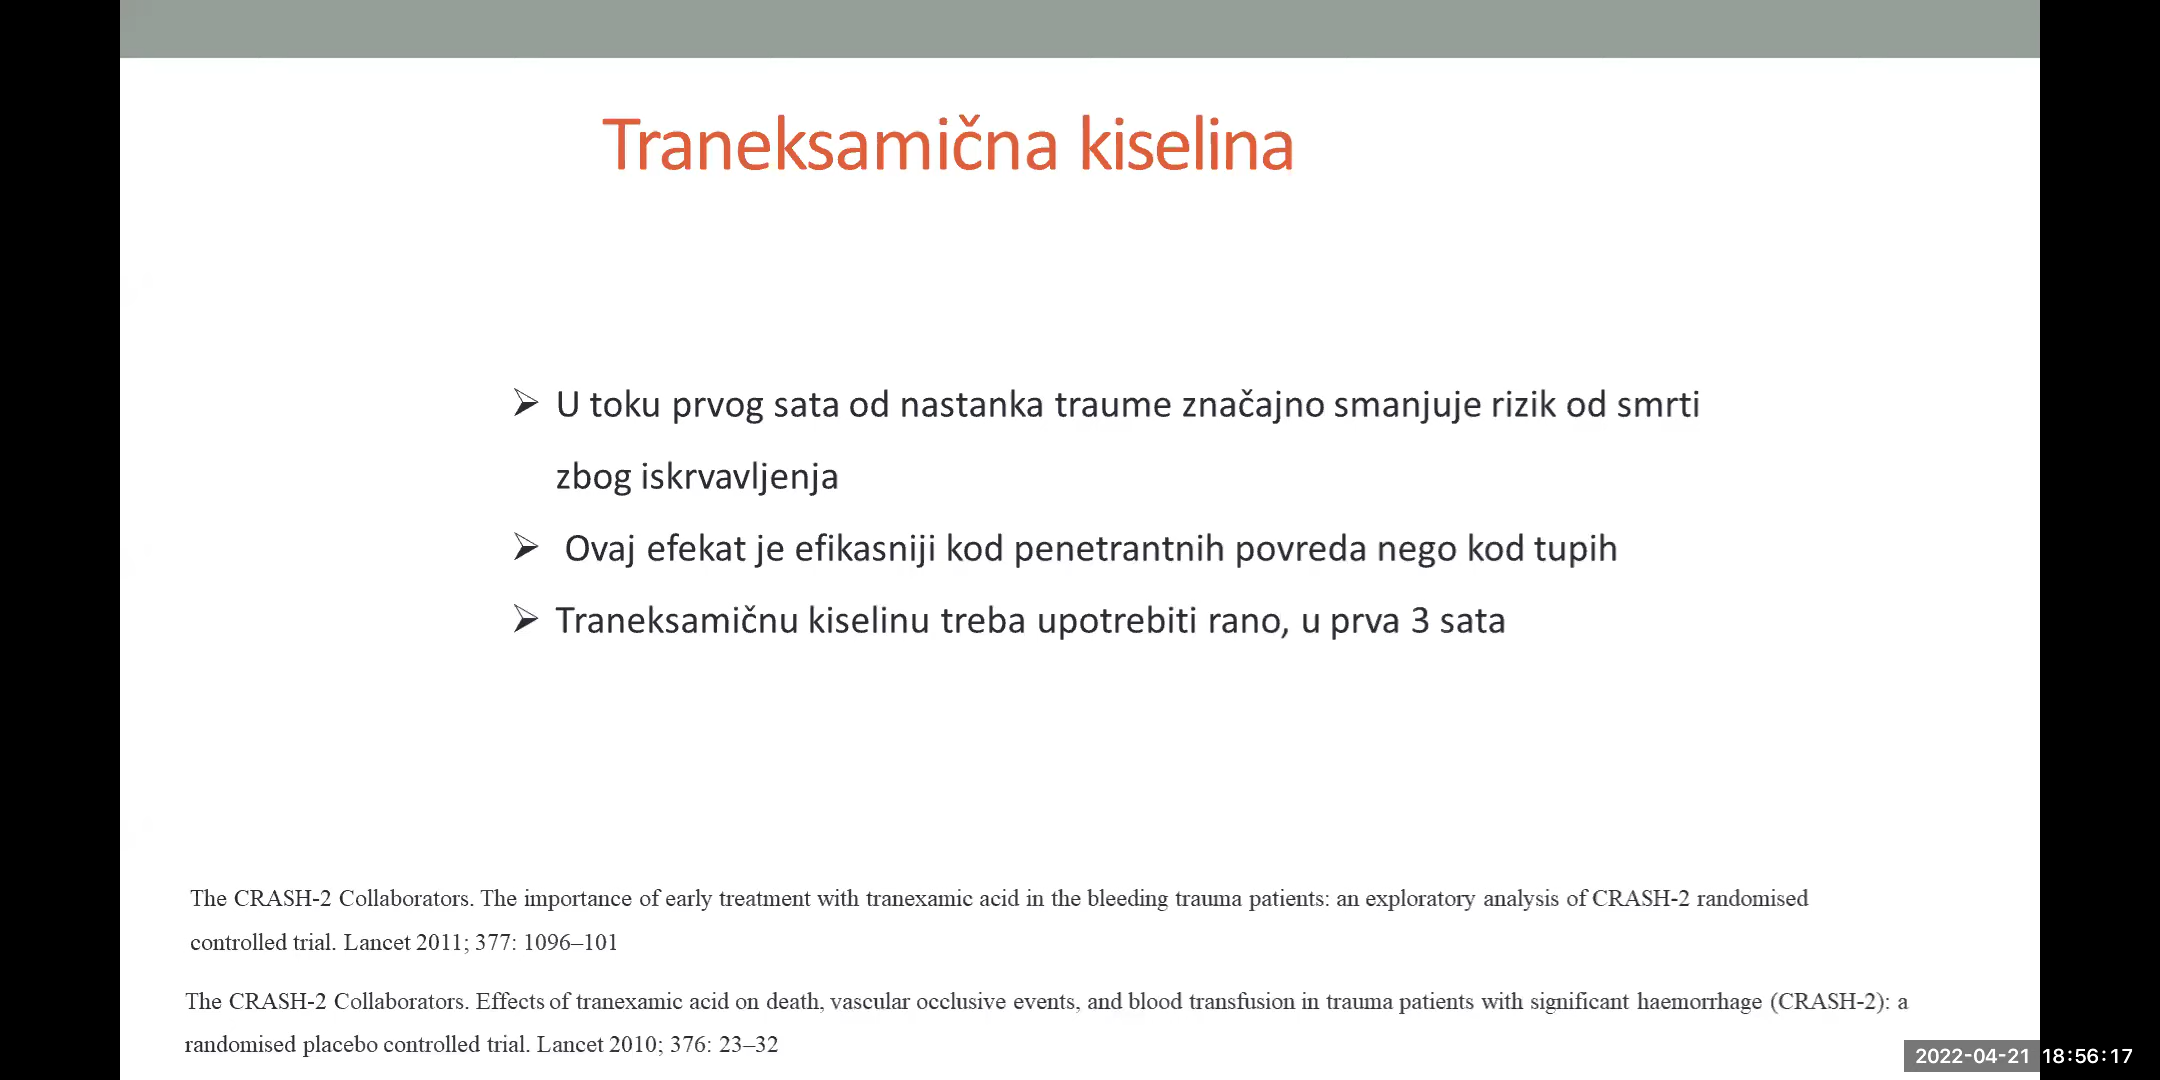 Traneksamična kiselina
➢ U toku prvog sata od nastanka traume značajno smanjuje rizik od smrti
zbog iskrvavljenja
➢ Ovaj efekat je efikasniji kod penetrantnih povreda nego kod tupih
➢ Traneksamičnu kiselinu treba upotrebiti rano, u prva 3 sata
The CRASH-2 Collaborators. The importance of early treatment with tranexamic acid in the bleeding trauma patients: an exploratory analysis of CRASH-2 randomised
controlled trial. Lancet 2011; 377: 1096–101
The CRASH-2 Collaborators. Effects of tranexamic acid on death, vascular occlusive events, and blood transfusion in trauma patients with significant haemorrhage (CRASH-2): a
randomised placebo controlled trial. Lancet 2010; 376: 23–32
2022-04-21 18:56:17